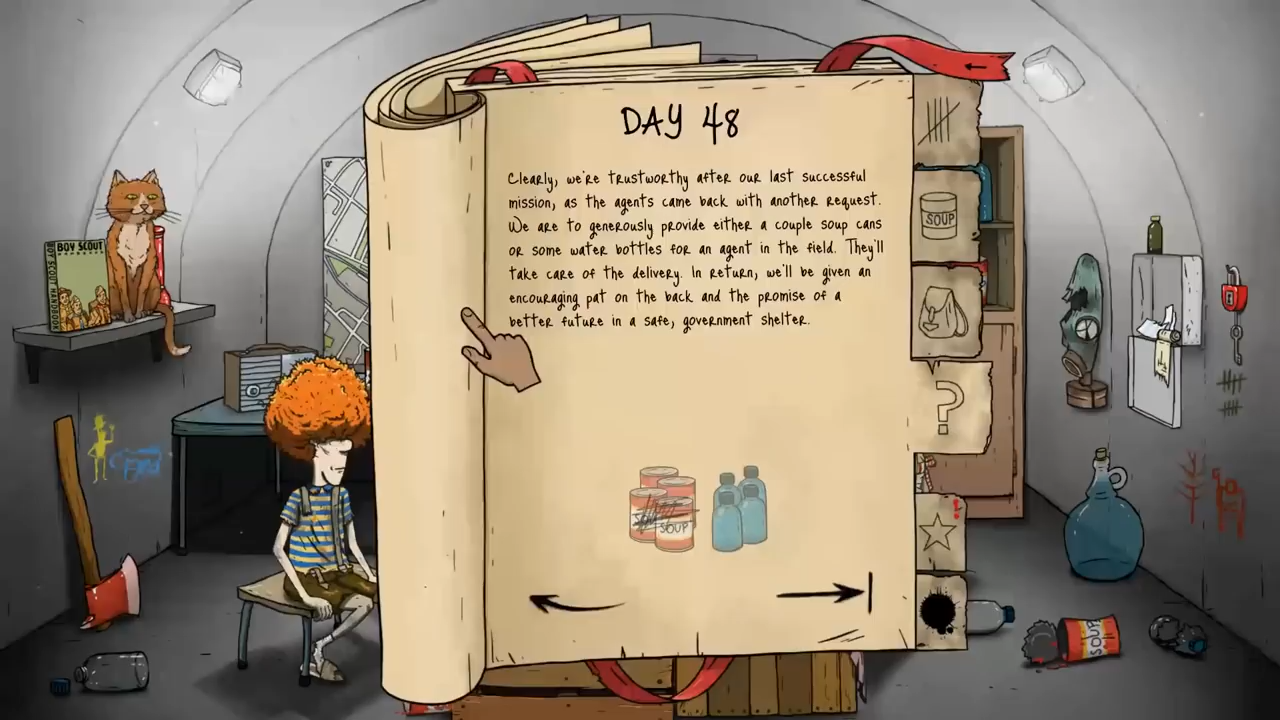 DAY 48
Clearly, we're trustworthy after our last successful
mission, as the agents came back with another request.
We are to generously provide either a couple soup cans
or some water bottles for an agent in the field. They'll
take care of the delivery. In return, we'll be given an
encouraging pat on the back and the promise of a
better future in a safe, government shelter.
SOUP
SOUP
BOY SCOUT
BOY SCOUT HANDBOOK
SOUP